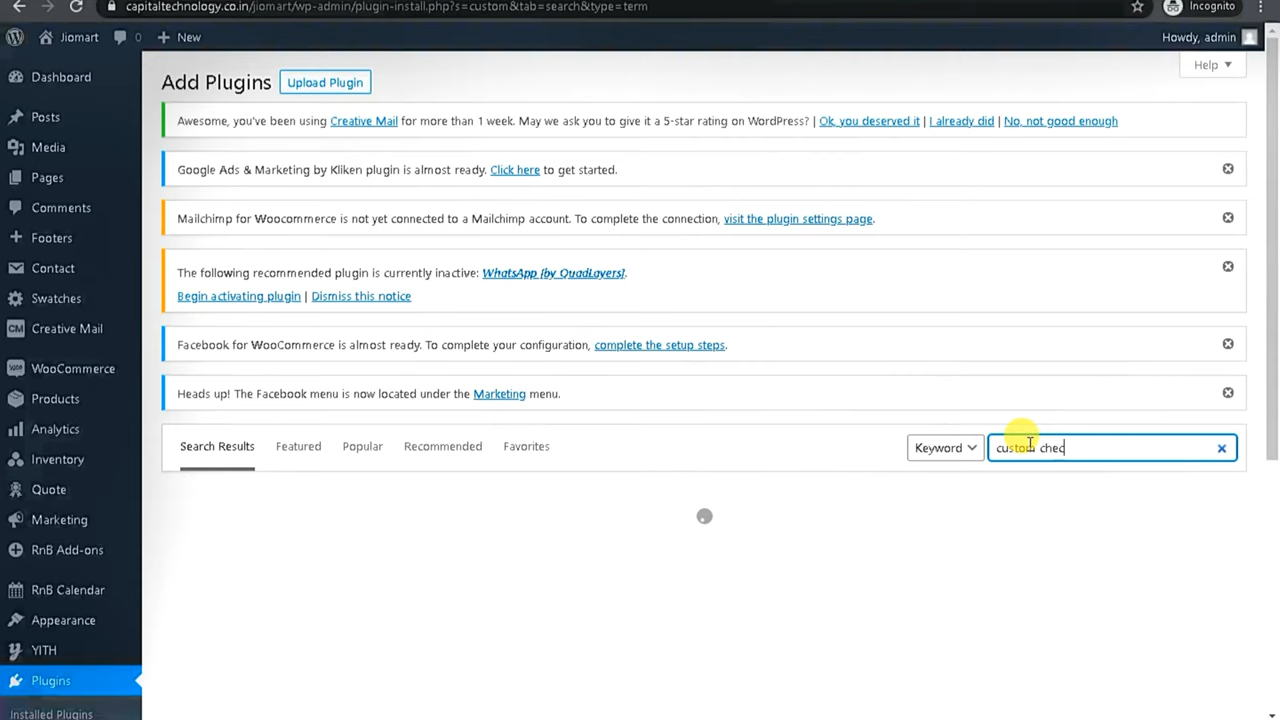 capitaltechnology.co.in/jiomart/wp-admin/plugin-install.php?s=custom&tab=search&type=term
Incognito
Jiomart
0
New
Howdy, admin
Help
Dashboard
Posts
Media
Pages
Comments
Footers
Contact
Swatches
CM Creative Mail
WooCommerce
Products
Analytics
Inventory
Quote
Marketing
RnB Add-ons
RnB Calendar
Appearance
YITH
Plugins
Installed Plugins
Add Plugins
Upload Plugin
Awesome, you've been using Creative Mail for more than 1 week. May we ask you to give it a 5-star rating on WordPress? | Ok, you deserved it | I already did | No, not good enough
Google Ads & Marketing by Kliken plugin is almost ready. Click here to get started.
Mailchimp for Woocommerce is not yet connected to a Mailchimp account. To complete the connection, visit the plugin settings page.
The following recommended plugin is currently inactive: WhatsApp [by QuadLayers].
Begin activating plugin | Dismiss this notice
Facebook for WooCommerce is almost ready. To complete your configuration, complete the setup steps.
Heads up! The Facebook menu is now located under the Marketing menu.
Search Results
Featured
Popular
Recommended
Favorites
Keyword
custom chec